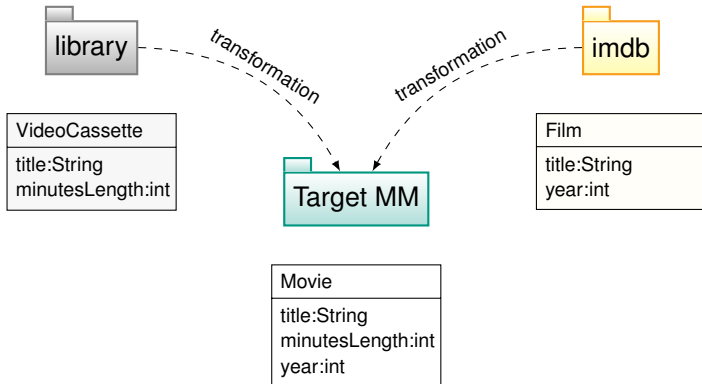 library
transformation
transformation
imdb
VideoCassette
title:String
minutesLength:int
Film
title:String
year:int
Target MM
Movie
title:String
minutesLength:int
year:int